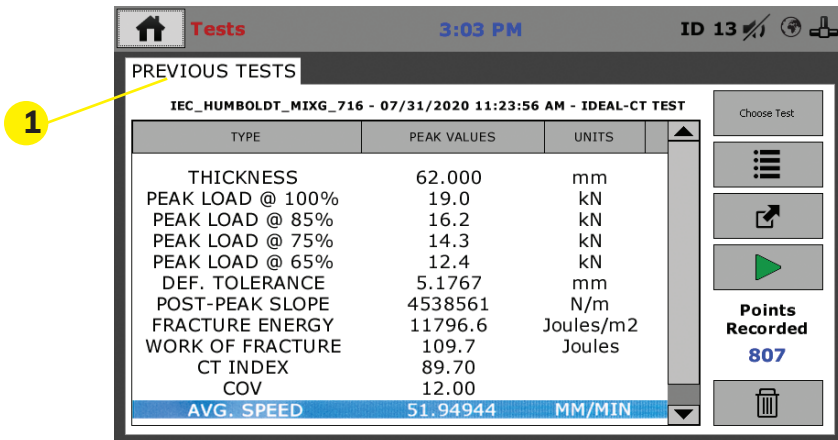 Tests 3:03 PM ID 13
PREVIOUS TESTS
1
IEC_HUMBOLDT_MIXG_716 - 07/31/2020 11:23:56 AM - IDEAL-CT TEST
Choose Test
TYPE PEAK VALUES UNITS
THICKNESS 62.000 mm
PEAK LOAD @ 100% 19.0 kN
PEAK LOAD @ 85% 16.2 kN
PEAK LOAD @ 75% 14.3 kN
PEAK LOAD @ 65% 12.4 kN
DEF. TOLERANCE 5.1767 mm
POST-PEAK SLOPE 4538561 N/m
FRACTURE ENERGY 11796.6 Joules/m2
WORK OF FRACTURE 109.7 Joules
CT INDEX 89.70
COV 12.00
AVG. SPEED 51.94944 MM/MIN
Points
Recorded
807